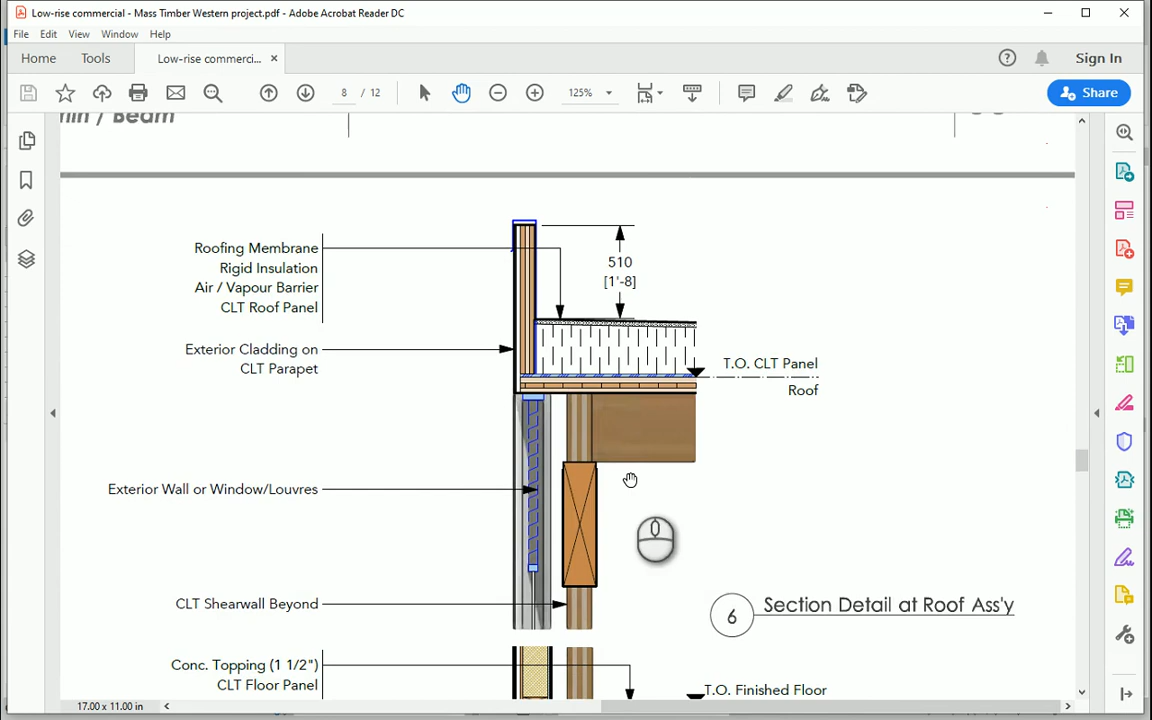 Low-rise commercial - Mass Timber Western project.pdf - Adobe Acrobat Reader DC
File Edit View Window Help
Home Tools Low-rise commerci... × Sign In
8 / 12 125% Share
/ Beam
Roofing Membrane
Rigid Insulation
Air / Vapour Barrier
CLT Roof Panel
510
[1'-8]
Exterior Cladding on
CLT Parapet
T.O. CLT Panel
Roof
Exterior Wall or Window/Louvres
CLT Shearwall Beyond
6 Section Detail at Roof Ass'y
Conc. Topping (1 1/2")
CLT Floor Panel
T.O. Finished Floor
17.00 x 11.00 in